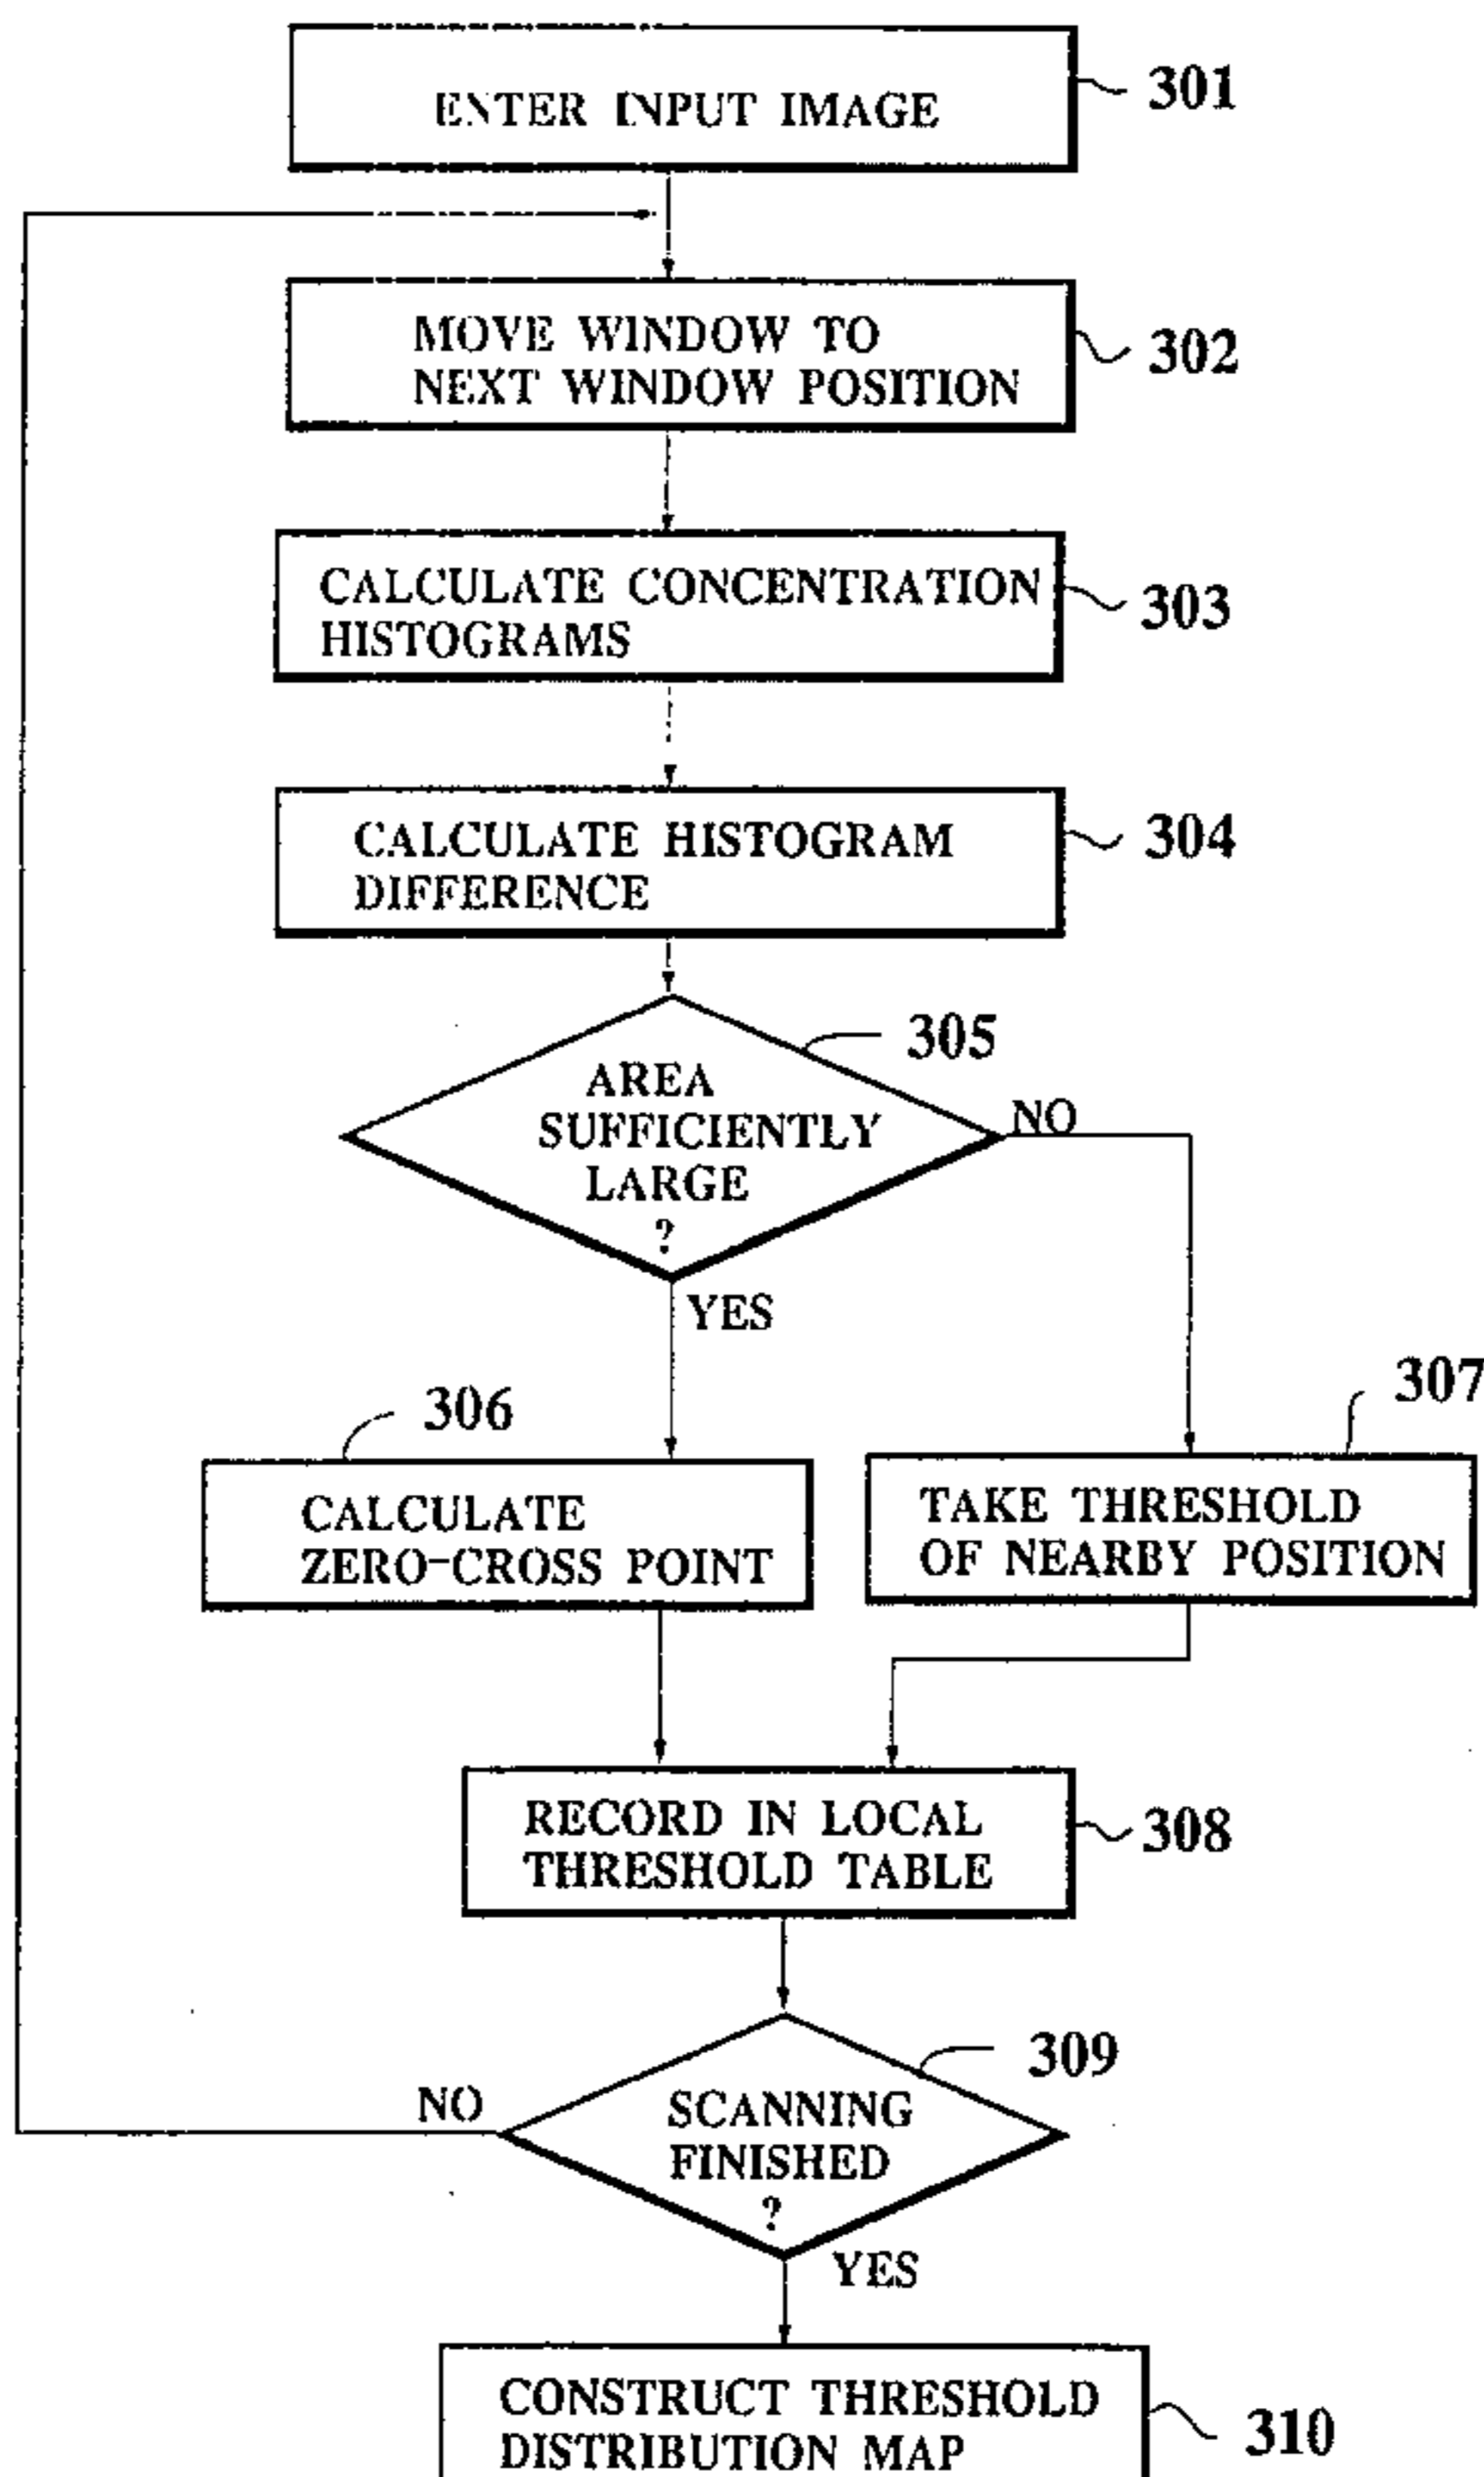 ENTER INPUT IMAGE
301
MOVE WINDOW TO
NEXT WINDOW POSITION
302
CALCULATE CONCENTRATION
HISTOGRAMS
303
CALCULATE HISTOGRAM
DIFFERENCE
304
305
AREA
SUFFICIENTLY
LARGE
?
NO
YES
306
CALCULATE
ZERO-CROSS POINT
307
TAKE THRESHOLD
OF NEARBY POSITION
RECORD IN LOCAL
THRESHOLD TABLE
308
309
SCANNING
FINISHED
?
NO
YES
CONSTRUCT THRESHOLD
DISTRIBUTION MAP
310